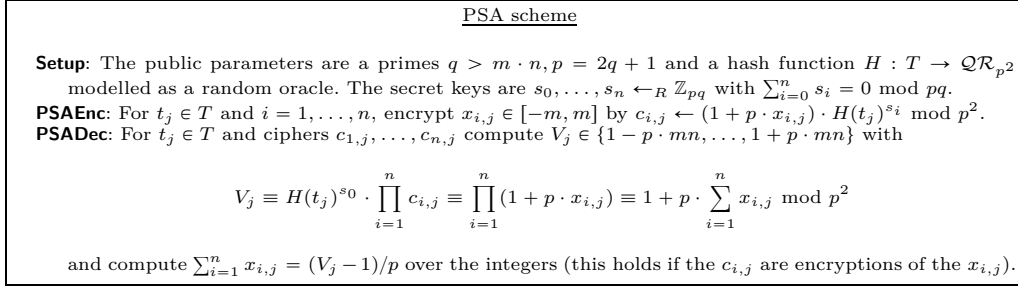 PSA scheme
Setup: The public parameters are a primes q > m · n, p = 2q + 1 and a hash function H : T → 𝒬ℛ_{p^2}
modelled as a random oracle. The secret keys are s_0, . . . , s_n ←_R ℤ_{pq} with ∑_{i=0}^{n} s_i = 0 mod pq.
PSAEnc: For t_j ∈ T and i = 1, . . . , n, encrypt x_{i,j} ∈ [−m, m] by c_{i,j} ← (1 + p · x_{i,j}) · H(t_j)^{s_i} mod p^2.
PSADec: For t_j ∈ T and ciphers c_{1,j}, . . . , c_{n,j} compute V_j ∈ {1 − p · mn, . . . , 1 + p · mn} with
V_j ≡ H(t_j)^{s_0} · ∏_{i=1}^{n} c_{i,j} ≡ ∏_{i=1}^{n} (1 + p · x_{i,j}) ≡ 1 + p · ∑_{i=1}^{n} x_{i,j} mod p^2
and compute ∑_{i=1}^{n} x_{i,j} = (V_j − 1)/p over the integers (this holds if the c_{i,j} are encryptions of the x_{i,j}).